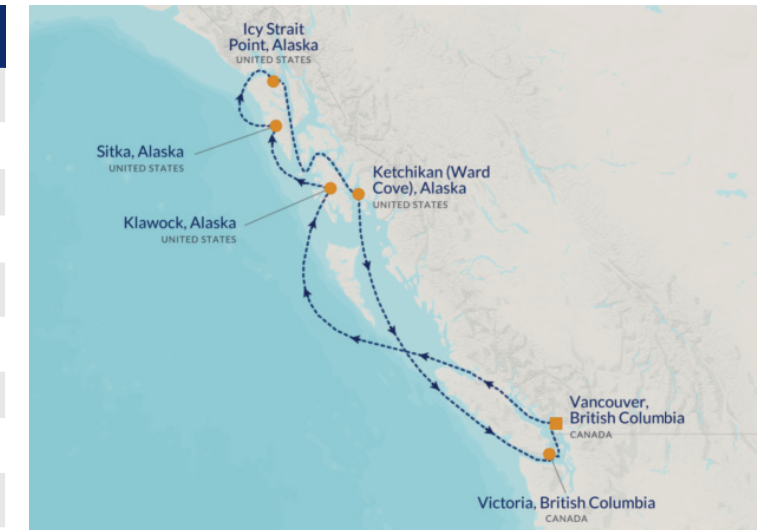 Icy Strait
Point, Alaska
UNITED STATES
Sitka, Alaska
UNITED STATES
Ketchikan (Ward
Cove), Alaska
UNITED STATES
Klawock, Alaska
UNITED STATES
Vancouver,
British Columbia
CANADA
Victoria, British Columbia
CANADA